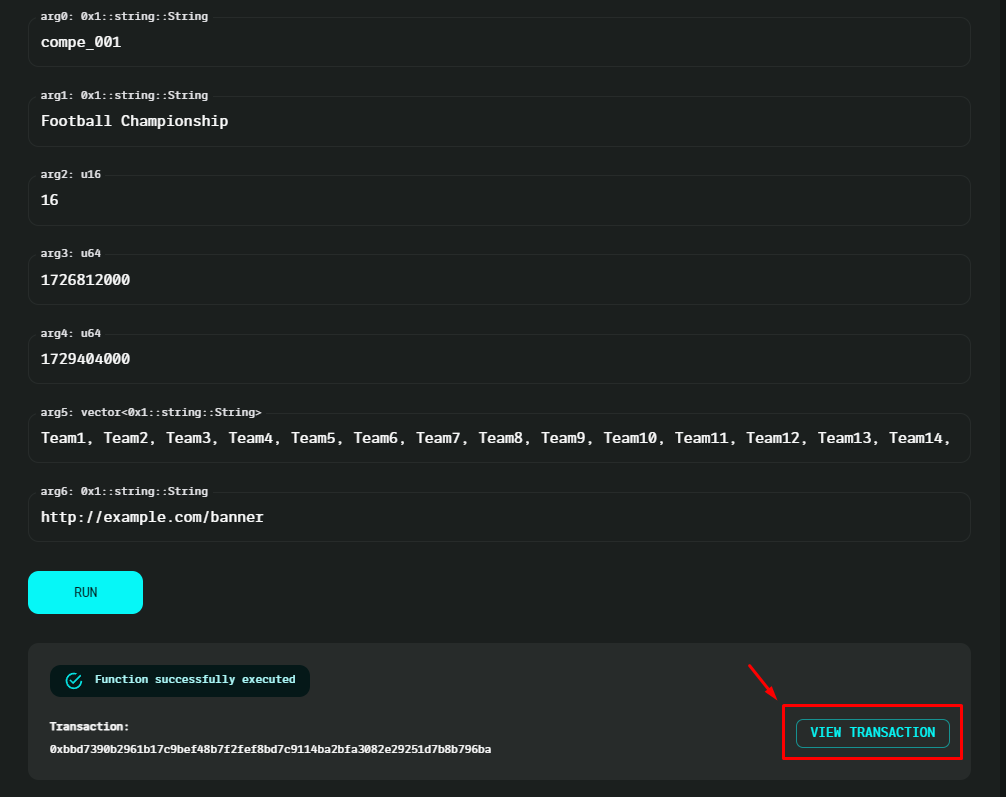 arg0: 0x1::string::String
compe_001
arg1: 0x1::string::String
Football Championship
arg2: u16
16
arg3: u64
1726812000
arg4: u64
1729404000
arg5: vector<0x1::string::String>
Team1, Team2, Team3, Team4, Team5, Team6, Team7, Team8, Team9, Team10, Team11, Team12, Team13, Team14,
arg6: 0x1::string::String
http://example.com/banner
RUN
Function successfully executed
Transaction:
0xbbd7390b2961b17c9bef48b7f2fef8bd7c9114ba2bfa3082e29251d7b8b796ba
VIEW TRANSACTION